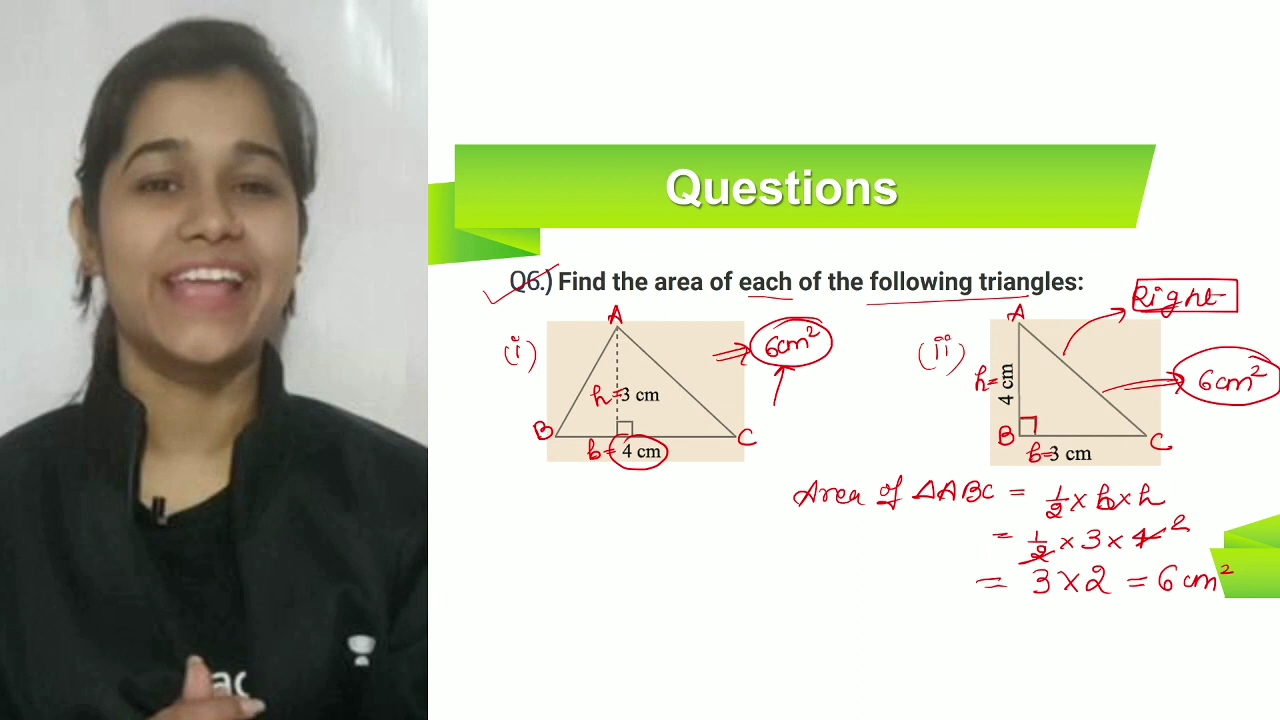 Questions
Q6.) Find the area of each of the following triangles:
Right
(i)
A
6cm²
h=3 cm
B
C
b= 4 cm
(ii)
A
h=
4 cm
6cm²
B
C
b=3 cm
Area of △ABC = 1/2 × b × h
= 1/2 × 3 × 4 2
= 3 × 2 = 6 cm²